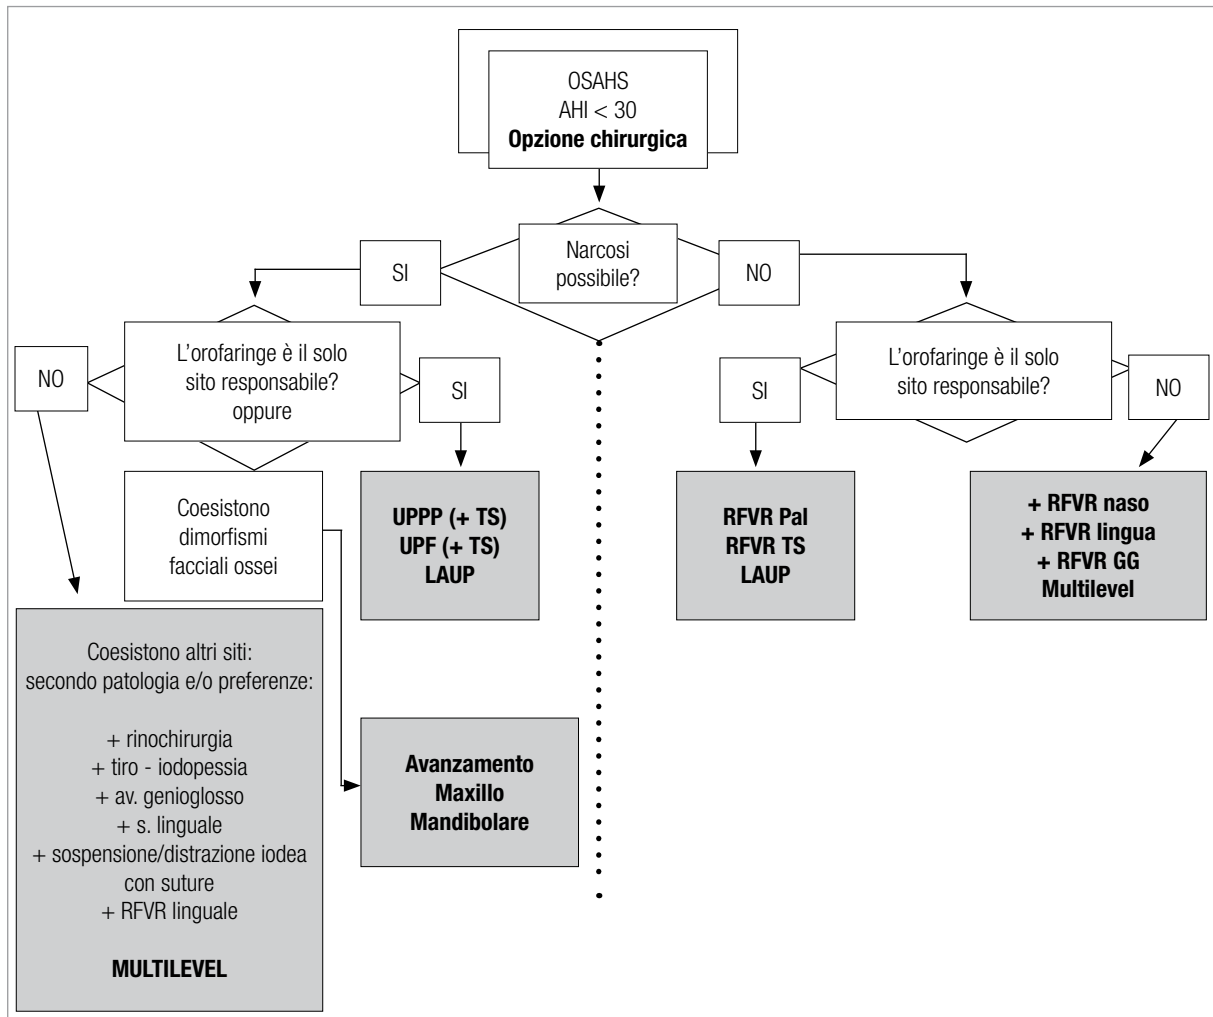 OSAHS
AHI < 30
Opzione chirurgica
Narcosi
possibile?
SI
NO
L'orofaringe è il solo
sito responsabile?
oppure
NO
SI
L'orofaringe è il solo
sito responsabile?
SI
NO
Coesistono
dimorfismi
facciali ossei
UPPP (+ TS)
UPF (+ TS)
LAUP
RFVR Pal
RFVR TS
LAUP
+ RFVR naso
+ RFVR lingua
+ RFVR GG
Multilevel
Coesistono altri siti:
secondo patologia e/o preferenze:
+ rinochirurgia
+ tiro - iodopessia
+ av. genioglosso
+ s. linguale
+ sospensione/distrazione iodea
con suture
+ RFVR linguale
MULTILEVEL
Avanzamento
Maxillo
Mandibolare